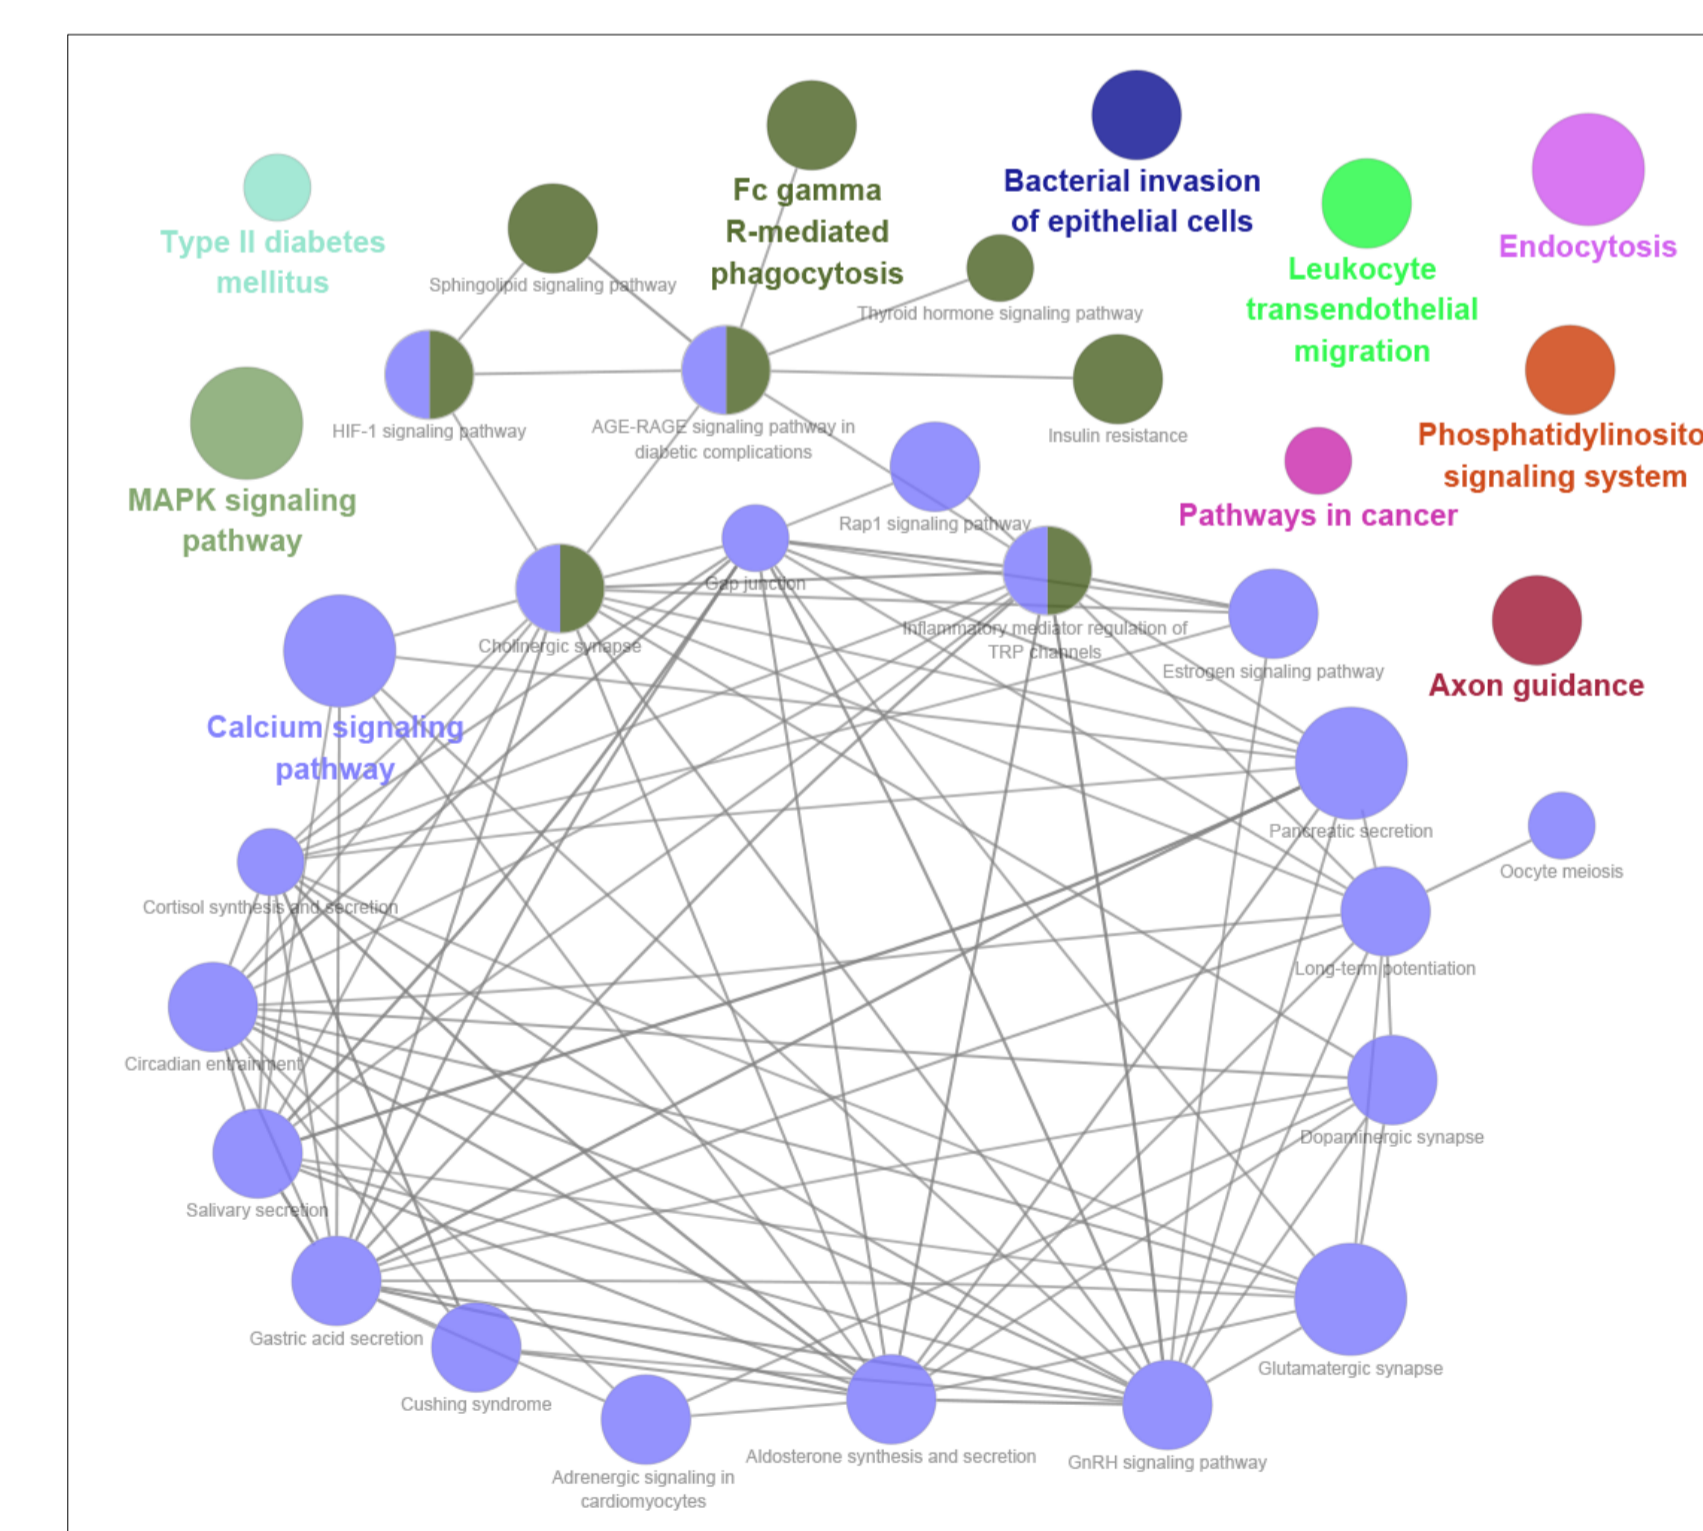 Type II diabetes
mellitus
Sphingolipid signaling pathway
Fc gamma
R-mediated
phagocytosis
Bacterial invasion
of epithelial cells
Endocytosis
Leukocyte
transendothelial
migration
Thyroid hormone signaling pathway
HIF-1 signaling pathway
AGE-RAGE signaling pathway in
diabetic complications
Insulin resistance
Phosphatidylinosito
signaling system
MAPK signaling
pathway
Rap1 signaling pathway
Pathways in cancer
Gap junction
Cholinergic synapse
Inflammatory mediator regulation of
TRP channels
Estrogen signaling pathway
Axon guidance
Calcium signaling
pathway
Pancreatic secretion
Oocyte meiosis
Cortisol synthesis and secretion
Long-term potentiation
Circadian entrainment
Dopaminergic synapse
Salivary secretion
Gastric acid secretion
Glutamatergic synapse
Cushing syndrome
Aldosterone synthesis and secretion
GnRH signaling pathway
Adrenergic signaling in
cardiomyocytes